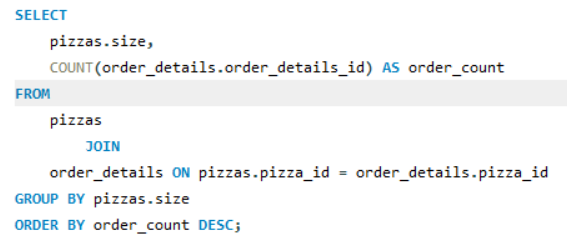 SELECT
pizzas.size,
COUNT(order_details.order_details_id) AS order_count
FROM
pizzas
JOIN
order_details ON pizzas.pizza_id = order_details.pizza_id
GROUP BY pizzas.size
ORDER BY order_count DESC;